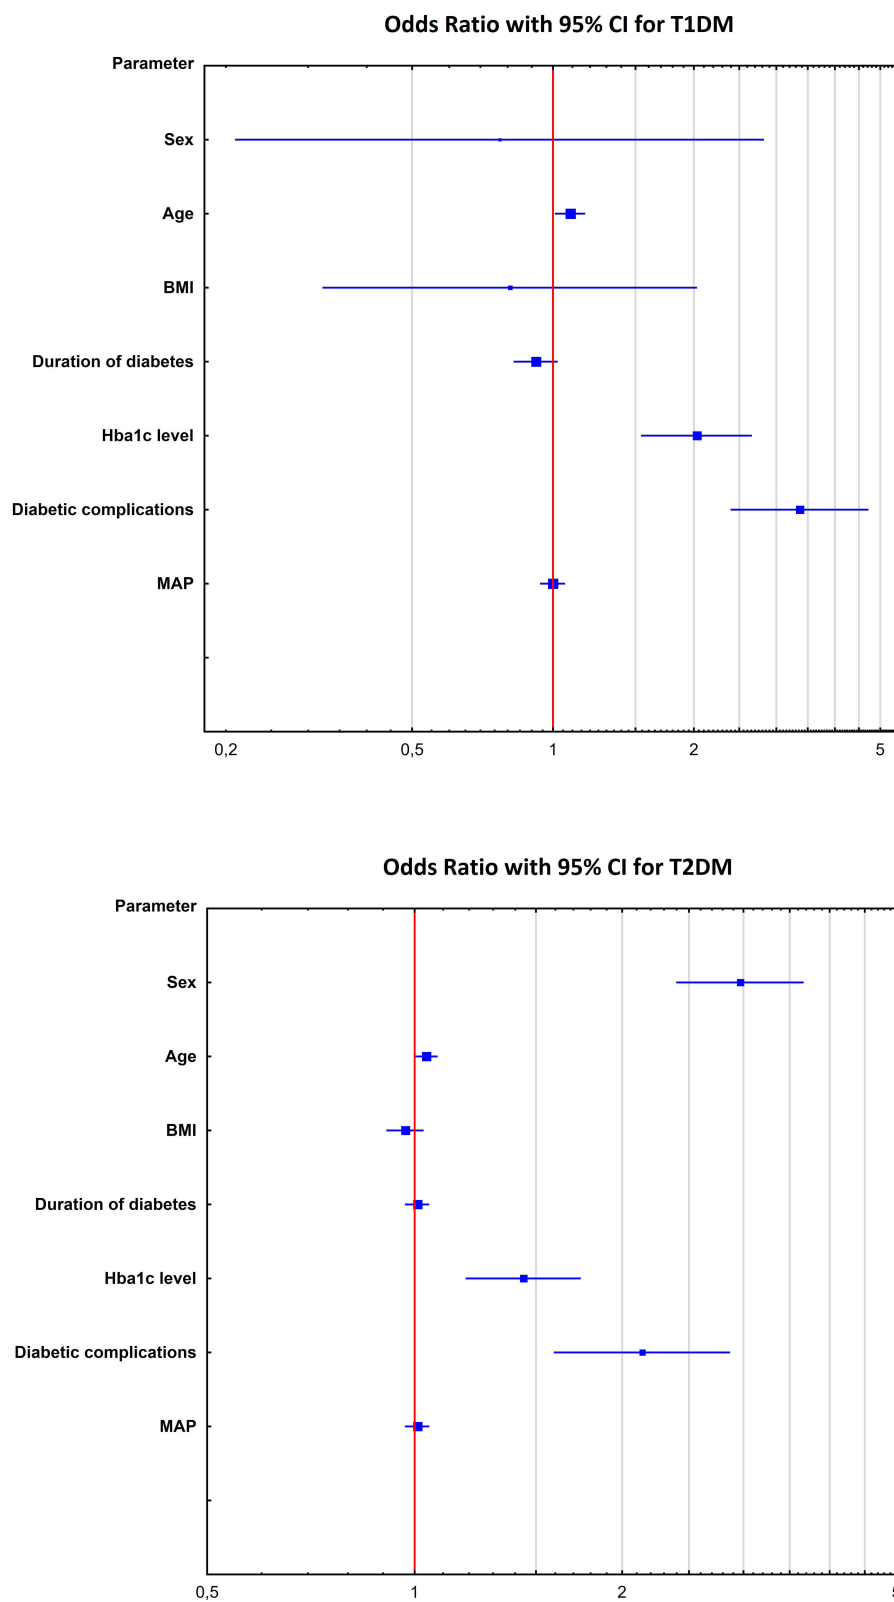 Odds Ratio with 95% CI for T1DM
Parameter
Sex
Age
BMI
Duration of diabetes
Hba1c level
Diabetic complications
MAP
0,2 0,5 1 2 5
Odds Ratio with 95% CI for T2DM
Parameter
Sex
Age
BMI
Duration of diabetes
Hba1c level
Diabetic complications
MAP
0,5 1 2